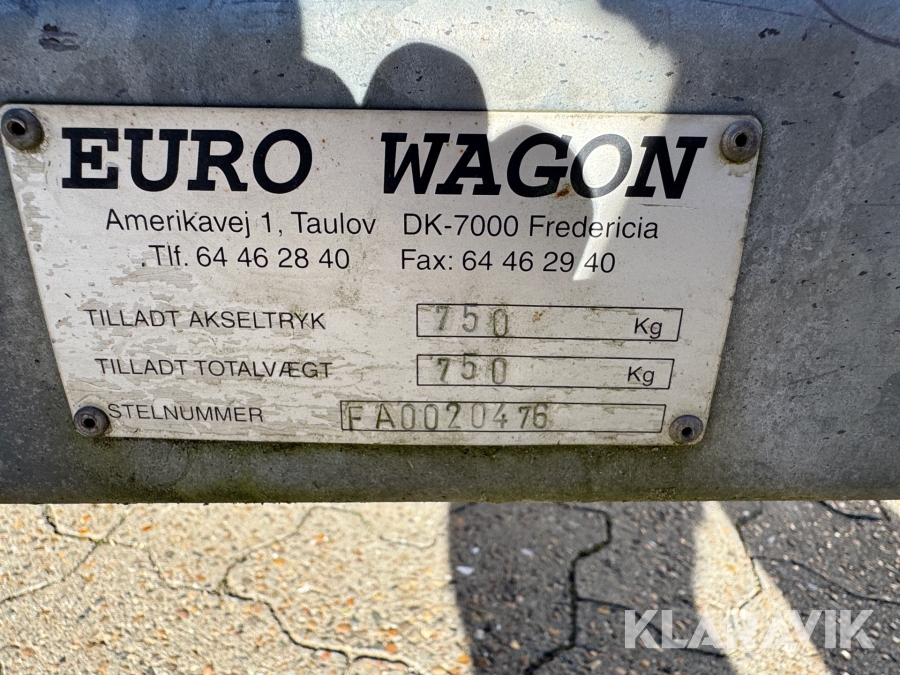 EURO WAGON
Amerikavej 1, Taulov DK-7000 Fredericia
Tlf. 64 46 28 40 Fax: 64 46 29 40
TILLADT AKSELTRYK 750 Kg
TILLADT TOTALVÆGT 750 Kg
STELNUMMER FA0020476
KLARAVIK